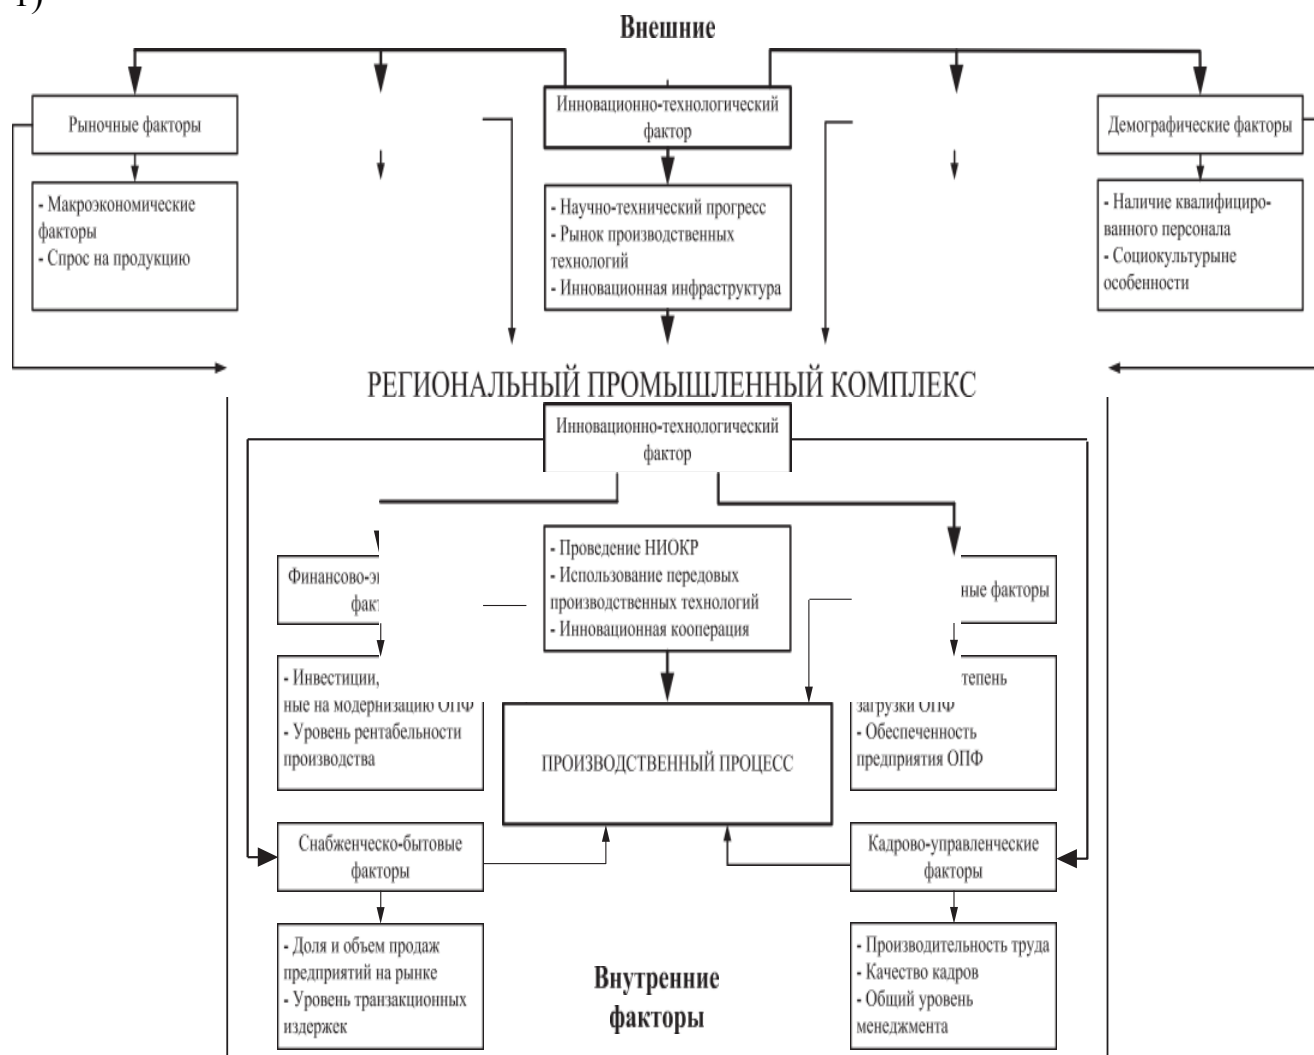 1)
Внешние
Рыночные факторы
Инновационно-технологический
фактор
Демографические факторы
- Макроэкономические
факторы
- Спрос на продукцию
- Научно-технический прогресс
- Рынок производственных
технологий
- Инновационная инфраструктура
- Наличие квалифициро-
ванного персонала
- Социокультурыне
особенности
РЕГИОНАЛЬНЫЙ ПРОМЫШЛЕННЫЙ КОМПЛЕКС
Инновационно-технологический
фактор
Финансово-э
фак
- Проведение НИОКР
- Использование передовых
производственных технологий
- Инновационная кооперация
ные факторы
- Инвестиции,
ные на модернизацию ОПФ
- Уровень рентабельности
производства
ПРОИЗВОДСТВЕННЫЙ ПРОЦЕСС
тепень
загрузки ОПФ
- Обеспеченность
предприятия ОПФ
Снабженческо-бытовые
факторы
Кадрово-управленческие
факторы
- Доля и объем продаж
предприятий на рынке
- Уровень транзакционных
издержек
Внутренние
факторы
- Производительность труда
- Качество кадров
- Общий уровень
менеджмента